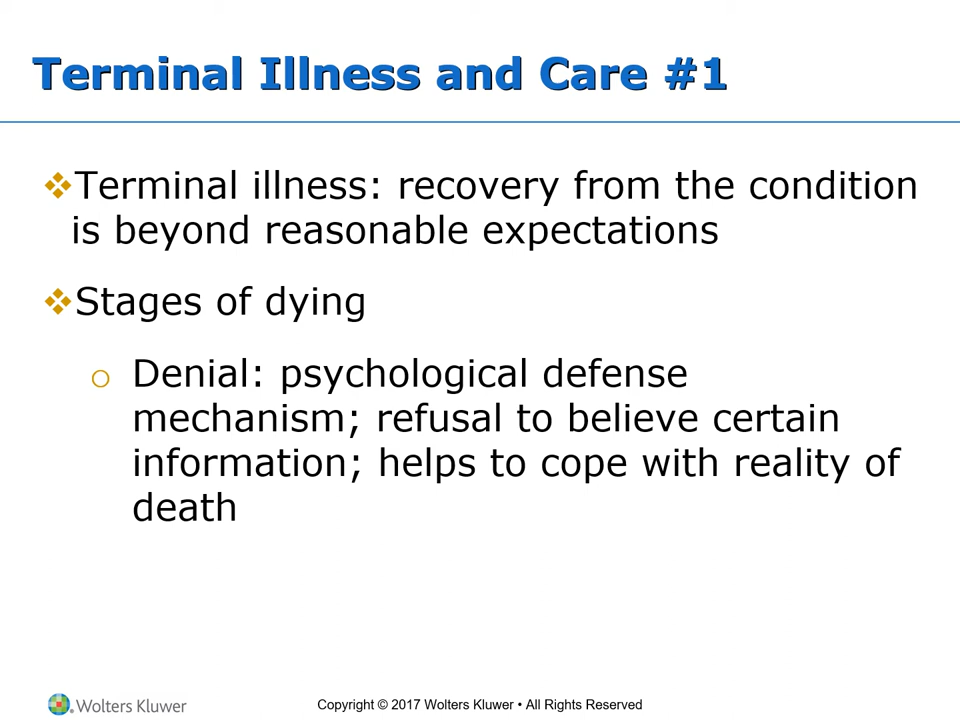 Terminal Illness and Care #1
❖Terminal illness: recovery from the condition
is beyond reasonable expectations
❖Stages of dying
o Denial: psychological defense
mechanism; refusal to believe certain
information; helps to cope with reality of
death
Wolters Kluwer
Copyright © 2017 Wolters Kluwer • All Rights Reserved